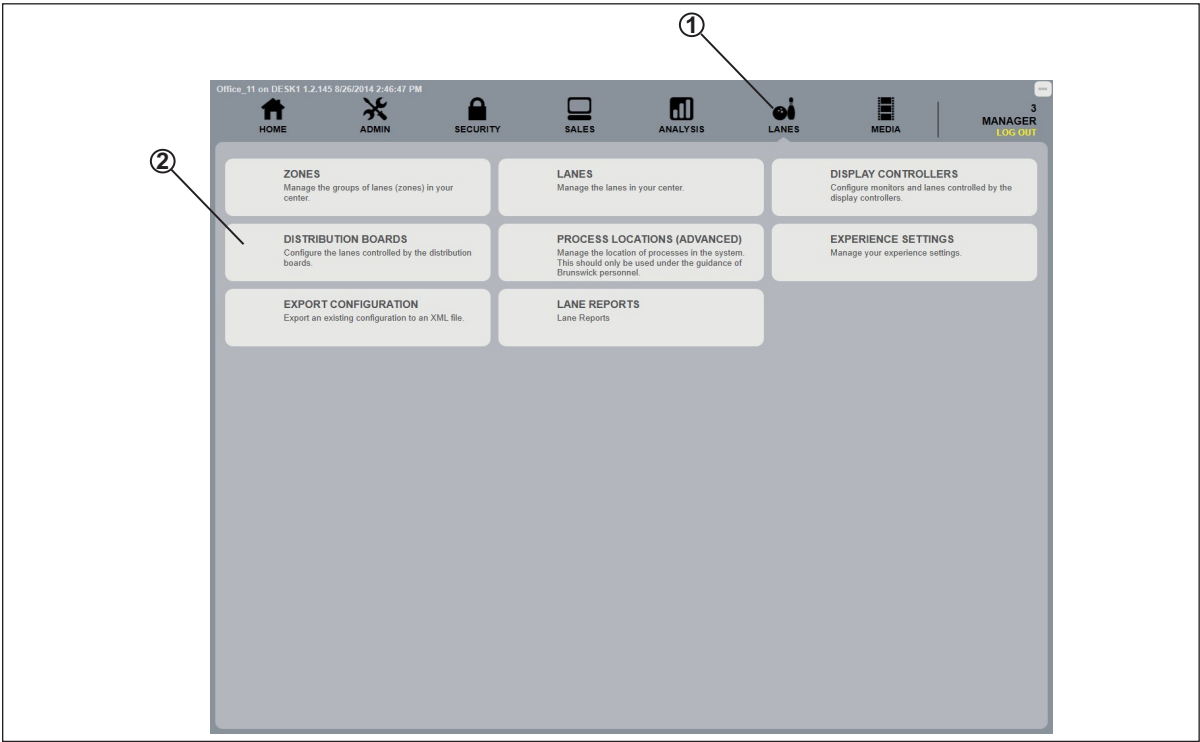 1
Office_11 on DESK1 1.2.145 8/26/2014 2:46:47 PM
HOME
ADMIN
SECURITY
SALES
ANALYSIS
LANES
MEDIA
3
MANAGER
LOG OUT
2
ZONES
Manage the groups of lanes (zones) in your
center.
LANES
Manage the lanes in your center.
DISPLAY CONTROLLERS
Configure monitors and lanes controlled by the
display controllers.
DISTRIBUTION BOARDS
Configure the lanes controlled by the distribution
boards.
PROCESS LOCATIONS (ADVANCED)
Manage the location of processes in the system.
This should only be used under the guidance of
Brunswick personnel.
EXPERIENCE SETTINGS
Manage your experience settings.
EXPORT CONFIGURATION
Export an existing configuration to an XML file.
LANE REPORTS
Lane Reports